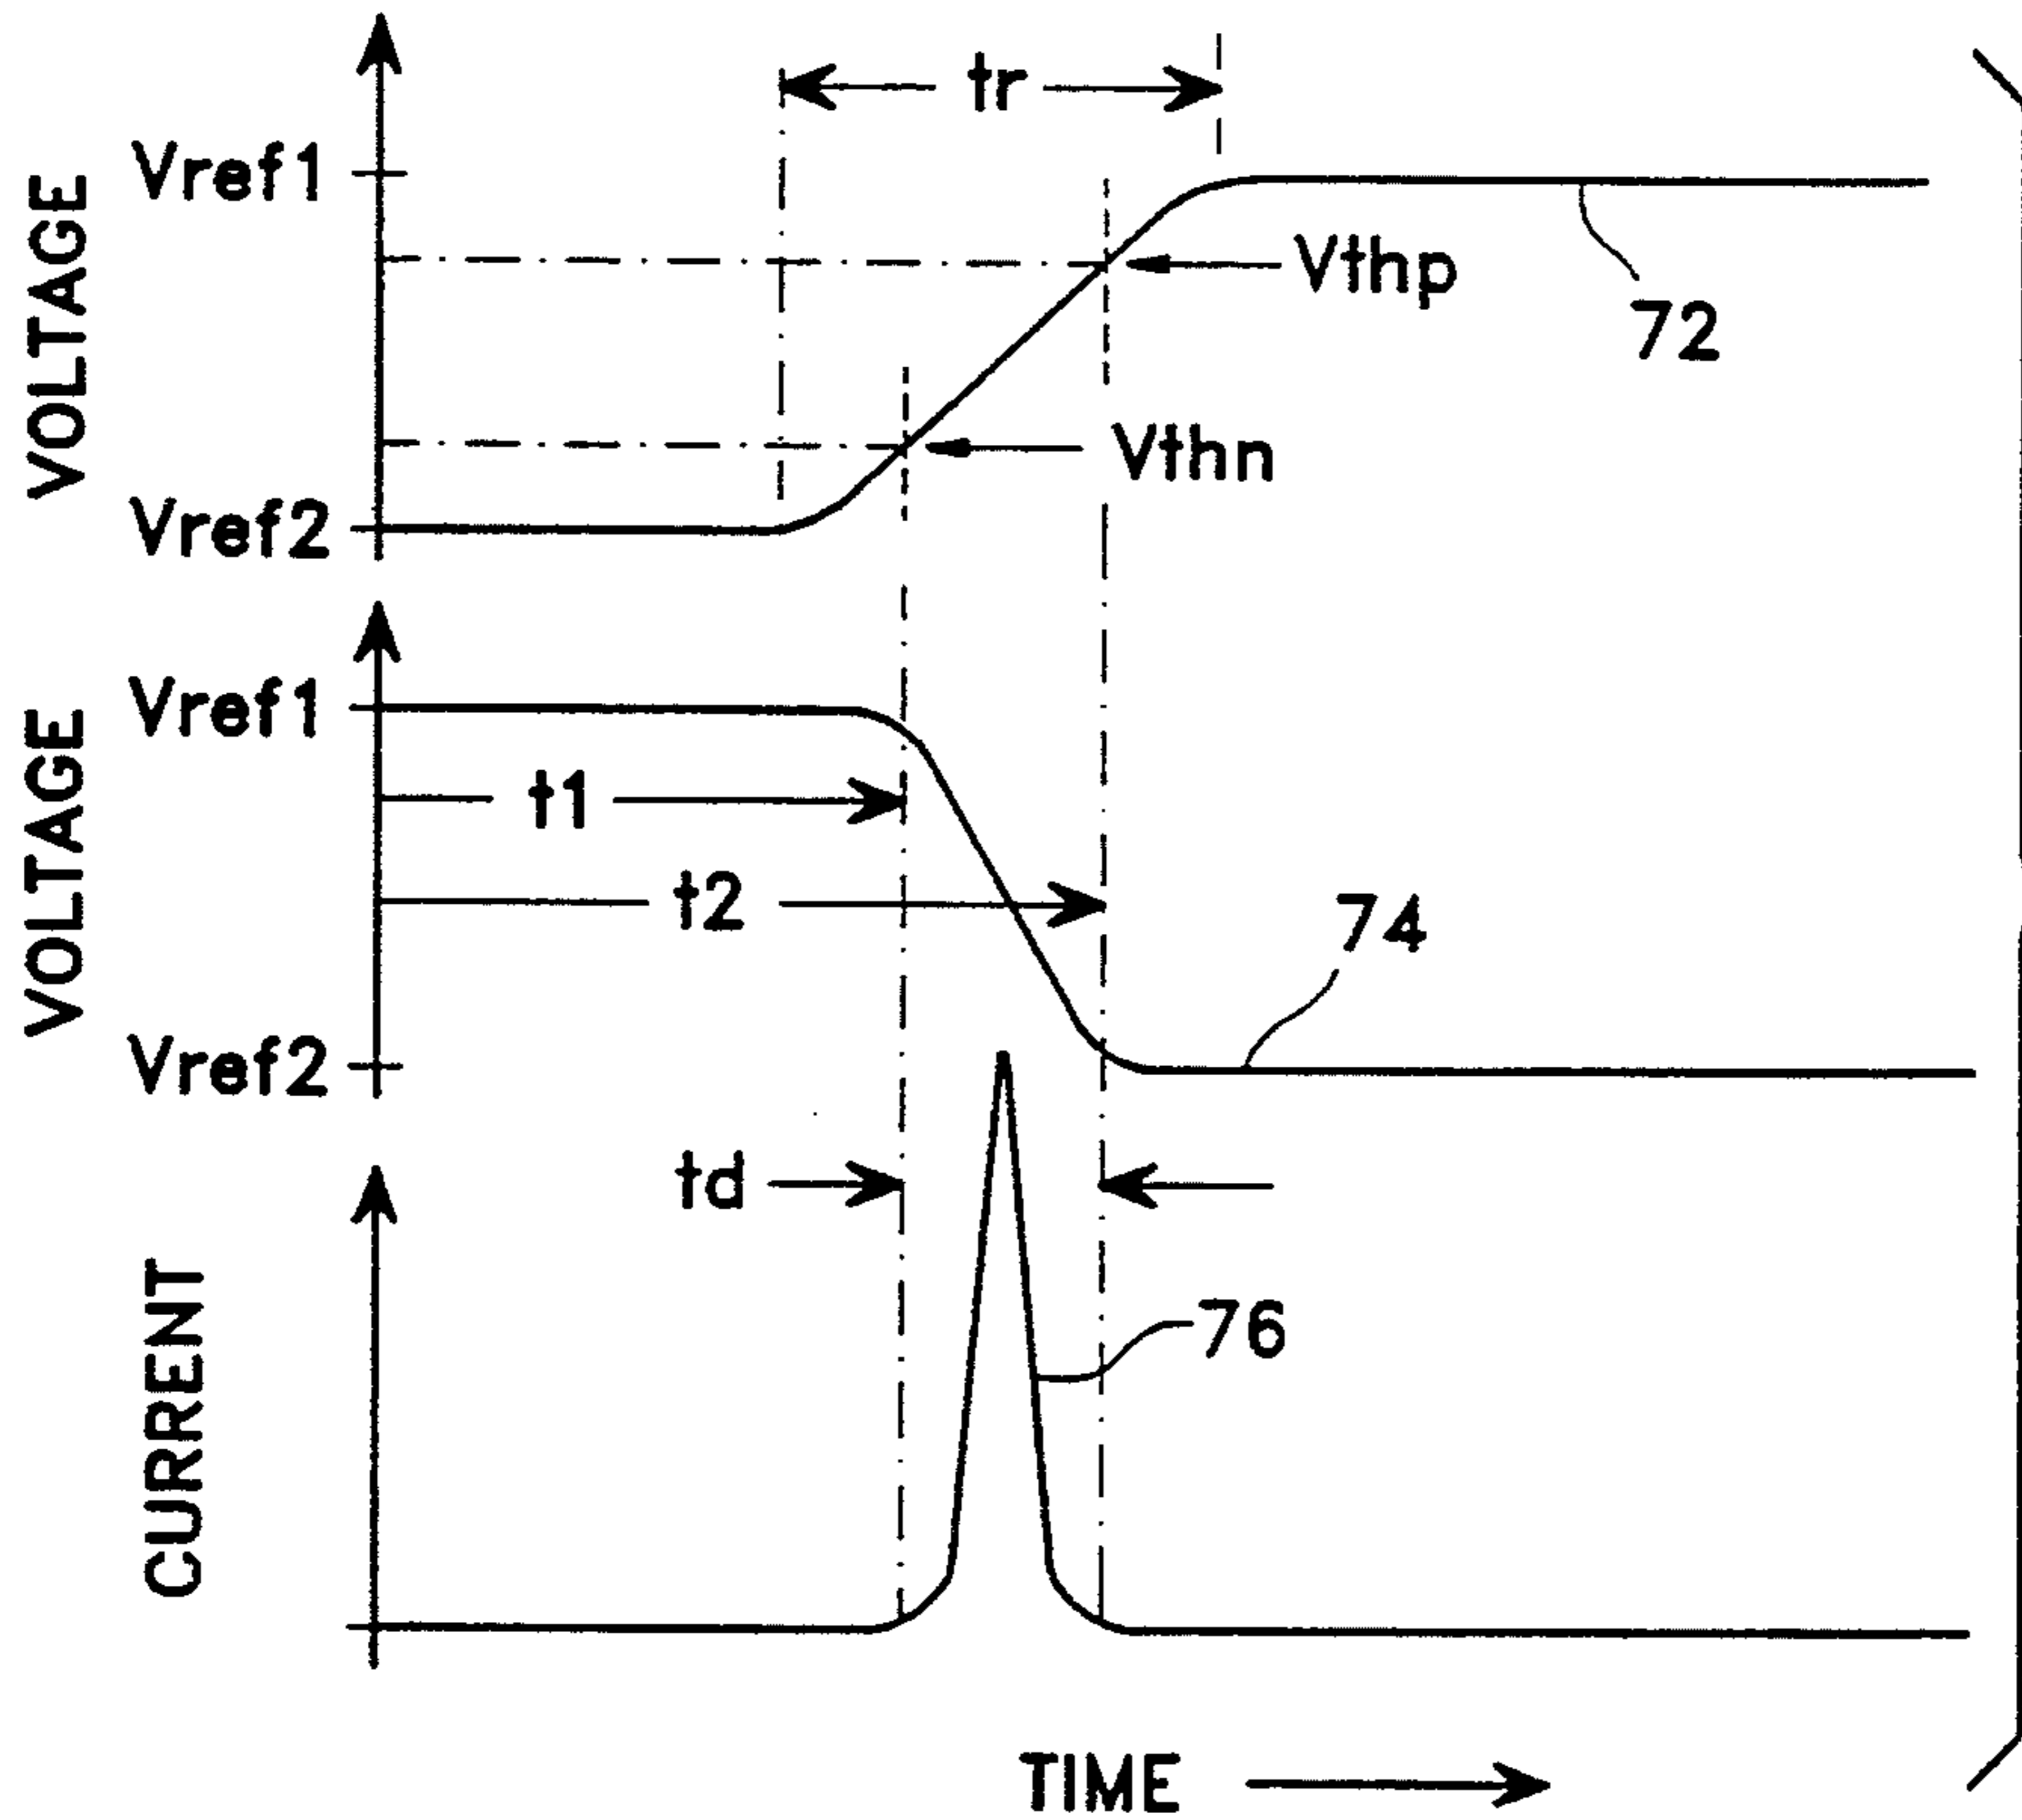 tr
Vref1
VOLTAGE
Vthp
72
Vthn
Vref2
Vref1
VOLTAGE
t1
t2
74
Vref2
td
76
CURRENT
TIME